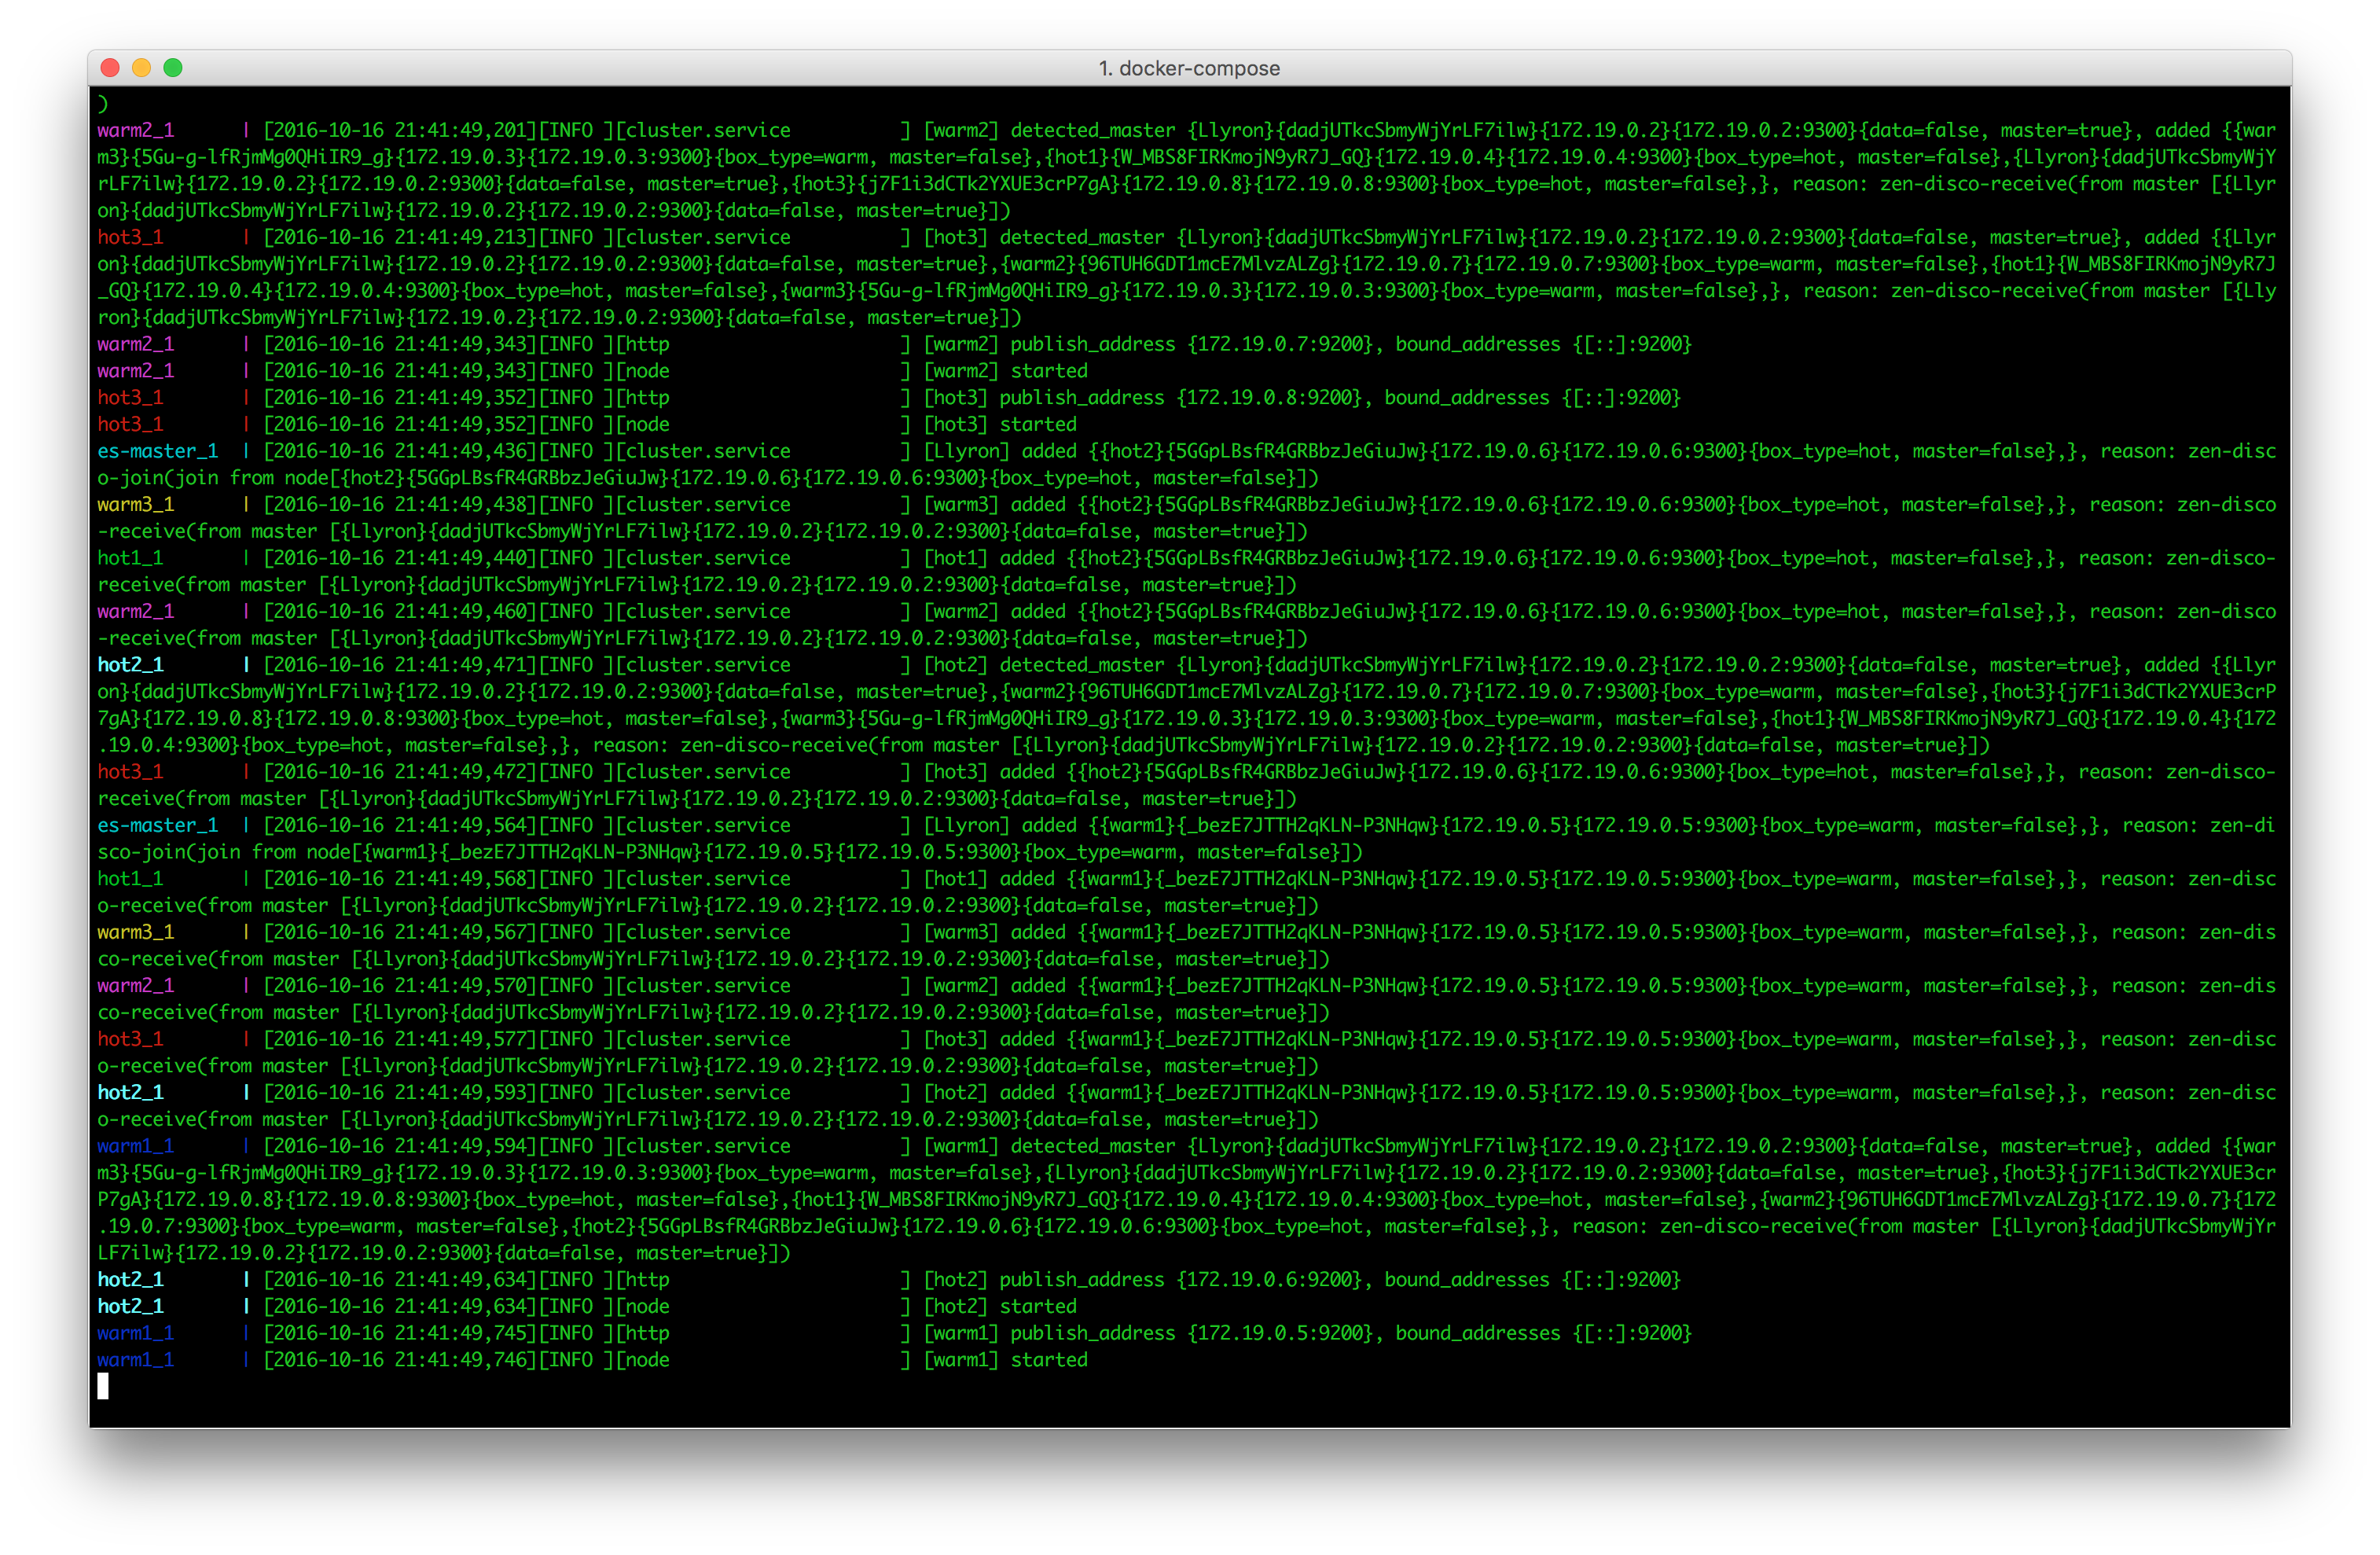 1. docker-compose
)
warm2_1      | [2016-10-16 21:41:49,201][INFO ][cluster.service          ] [warm2] detected_master {Llyron}{dadjUTkcSbmyWjYrLF7ilw}{172.19.0.2}{172.19.0.2:9300}{data=false, master=true}, added {{war
m3}{5Gu-g-lfRjmMg0QHiIR9_g}{172.19.0.3}{172.19.0.3:9300}{box_type=warm, master=false},{hot1}{W_MBS8FIRKmojN9yR7J_GQ}{172.19.0.4}{172.19.0.4:9300}{box_type=hot, master=false},{Llyron}{dadjUTkcSbmyWjY
rLF7ilw}{172.19.0.2}{172.19.0.2:9300}{data=false, master=true},{hot3}{j7F1i3dCTk2YXUE3crP7gA}{172.19.0.8}{172.19.0.8:9300}{box_type=hot, master=false},}, reason: zen-disco-receive(from master [{Llyr
on}{dadjUTkcSbmyWjYrLF7ilw}{172.19.0.2}{172.19.0.2:9300}{data=false, master=true}])
hot3_1       | [2016-10-16 21:41:49,213][INFO ][cluster.service          ] [hot3] detected_master {Llyron}{dadjUTkcSbmyWjYrLF7ilw}{172.19.0.2}{172.19.0.2:9300}{data=false, master=true}, added {{Llyr
on}{dadjUTkcSbmyWjYrLF7ilw}{172.19.0.2}{172.19.0.2:9300}{data=false, master=true},{warm2}{96TUH6GDT1mcE7MlvzALZg}{172.19.0.7}{172.19.0.7:9300}{box_type=warm, master=false},{hot1}{W_MBS8FIRKmojN9yR7J
_GQ}{172.19.0.4}{172.19.0.4:9300}{box_type=hot, master=false},{warm3}{5Gu-g-lfRjmMg0QHiIR9_g}{172.19.0.3}{172.19.0.3:9300}{box_type=warm, master=false},}, reason: zen-disco-receive(from master [{Lly
ron}{dadjUTkcSbmyWjYrLF7ilw}{172.19.0.2}{172.19.0.2:9300}{data=false, master=true}])
warm2_1      | [2016-10-16 21:41:49,343][INFO ][http                     ] [warm2] publish_address {172.19.0.7:9200}, bound_addresses {[::]:9200}
warm2_1      | [2016-10-16 21:41:49,343][INFO ][node                     ] [warm2] started
hot3_1       | [2016-10-16 21:41:49,352][INFO ][http                     ] [hot3] publish_address {172.19.0.8:9200}, bound_addresses {[::]:9200}
hot3_1       | [2016-10-16 21:41:49,352][INFO ][node                     ] [hot3] started
es-master_1  | [2016-10-16 21:41:49,436][INFO ][cluster.service          ] [Llyron] added {{hot2}{5GGpLBsfR4GRBbzJeGiuJw}{172.19.0.6}{172.19.0.6:9300}{box_type=hot, master=false},}, reason: zen-disc
o-join(join from node[{hot2}{5GGpLBsfR4GRBbzJeGiuJw}{172.19.0.6}{172.19.0.6:9300}{box_type=hot, master=false}])
warm3_1      | [2016-10-16 21:41:49,438][INFO ][cluster.service          ] [warm3] added {{hot2}{5GGpLBsfR4GRBbzJeGiuJw}{172.19.0.6}{172.19.0.6:9300}{box_type=hot, master=false},}, reason: zen-disco
-receive(from master [{Llyron}{dadjUTkcSbmyWjYrLF7ilw}{172.19.0.2}{172.19.0.2:9300}{data=false, master=true}])
hot1_1       | [2016-10-16 21:41:49,440][INFO ][cluster.service          ] [hot1] added {{hot2}{5GGpLBsfR4GRBbzJeGiuJw}{172.19.0.6}{172.19.0.6:9300}{box_type=hot, master=false},}, reason: zen-disco-
receive(from master [{Llyron}{dadjUTkcSbmyWjYrLF7ilw}{172.19.0.2}{172.19.0.2:9300}{data=false, master=true}])
warm2_1      | [2016-10-16 21:41:49,460][INFO ][cluster.service          ] [warm2] added {{hot2}{5GGpLBsfR4GRBbzJeGiuJw}{172.19.0.6}{172.19.0.6:9300}{box_type=hot, master=false},}, reason: zen-disco
-receive(from master [{Llyron}{dadjUTkcSbmyWjYrLF7ilw}{172.19.0.2}{172.19.0.2:9300}{data=false, master=true}])
hot2_1       | [2016-10-16 21:41:49,471][INFO ][cluster.service          ] [hot2] detected_master {Llyron}{dadjUTkcSbmyWjYrLF7ilw}{172.19.0.2}{172.19.0.2:9300}{data=false, master=true}, added {{Llyr
on}{dadjUTkcSbmyWjYrLF7ilw}{172.19.0.2}{172.19.0.2:9300}{data=false, master=true},{warm2}{96TUH6GDT1mcE7MlvzALZg}{172.19.0.7}{172.19.0.7:9300}{box_type=warm, master=false},{hot3}{j7F1i3dCTk2YXUE3crP
7gA}{172.19.0.8}{172.19.0.8:9300}{box_type=hot, master=false},{warm3}{5Gu-g-lfRjmMg0QHiIR9_g}{172.19.0.3}{172.19.0.3:9300}{box_type=warm, master=false},{hot1}{W_MBS8FIRKmojN9yR7J_GQ}{172.19.0.4}{172
.19.0.4:9300}{box_type=hot, master=false},}, reason: zen-disco-receive(from master [{Llyron}{dadjUTkcSbmyWjYrLF7ilw}{172.19.0.2}{172.19.0.2:9300}{data=false, master=true}])
hot3_1       | [2016-10-16 21:41:49,472][INFO ][cluster.service          ] [hot3] added {{hot2}{5GGpLBsfR4GRBbzJeGiuJw}{172.19.0.6}{172.19.0.6:9300}{box_type=hot, master=false},}, reason: zen-disco-
receive(from master [{Llyron}{dadjUTkcSbmyWjYrLF7ilw}{172.19.0.2}{172.19.0.2:9300}{data=false, master=true}])
es-master_1  | [2016-10-16 21:41:49,564][INFO ][cluster.service          ] [Llyron] added {{warm1}{_bezE7JTTH2qKLN-P3NHqw}{172.19.0.5}{172.19.0.5:9300}{box_type=warm, master=false},}, reason: zen-di
sco-join(join from node[{warm1}{_bezE7JTTH2qKLN-P3NHqw}{172.19.0.5}{172.19.0.5:9300}{box_type=warm, master=false}])
hot1_1       | [2016-10-16 21:41:49,568][INFO ][cluster.service          ] [hot1] added {{warm1}{_bezE7JTTH2qKLN-P3NHqw}{172.19.0.5}{172.19.0.5:9300}{box_type=warm, master=false},}, reason: zen-disc
o-receive(from master [{Llyron}{dadjUTkcSbmyWjYrLF7ilw}{172.19.0.2}{172.19.0.2:9300}{data=false, master=true}])
warm3_1      | [2016-10-16 21:41:49,567][INFO ][cluster.service          ] [warm3] added {{warm1}{_bezE7JTTH2qKLN-P3NHqw}{172.19.0.5}{172.19.0.5:9300}{box_type=warm, master=false},}, reason: zen-dis
co-receive(from master [{Llyron}{dadjUTkcSbmyWjYrLF7ilw}{172.19.0.2}{172.19.0.2:9300}{data=false, master=true}])
warm2_1      | [2016-10-16 21:41:49,570][INFO ][cluster.service          ] [warm2] added {{warm1}{_bezE7JTTH2qKLN-P3NHqw}{172.19.0.5}{172.19.0.5:9300}{box_type=warm, master=false},}, reason: zen-dis
co-receive(from master [{Llyron}{dadjUTkcSbmyWjYrLF7ilw}{172.19.0.2}{172.19.0.2:9300}{data=false, master=true}])
hot3_1       | [2016-10-16 21:41:49,577][INFO ][cluster.service          ] [hot3] added {{warm1}{_bezE7JTTH2qKLN-P3NHqw}{172.19.0.5}{172.19.0.5:9300}{box_type=warm, master=false},}, reason: zen-disc
o-receive(from master [{Llyron}{dadjUTkcSbmyWjYrLF7ilw}{172.19.0.2}{172.19.0.2:9300}{data=false, master=true}])
hot2_1       | [2016-10-16 21:41:49,593][INFO ][cluster.service          ] [hot2] added {{warm1}{_bezE7JTTH2qKLN-P3NHqw}{172.19.0.5}{172.19.0.5:9300}{box_type=warm, master=false},}, reason: zen-disc
o-receive(from master [{Llyron}{dadjUTkcSbmyWjYrLF7ilw}{172.19.0.2}{172.19.0.2:9300}{data=false, master=true}])
warm1_1      | [2016-10-16 21:41:49,594][INFO ][cluster.service          ] [warm1] detected_master {Llyron}{dadjUTkcSbmyWjYrLF7ilw}{172.19.0.2}{172.19.0.2:9300}{data=false, master=true}, added {{war
m3}{5Gu-g-lfRjmMg0QHiIR9_g}{172.19.0.3}{172.19.0.3:9300}{box_type=warm, master=false},{Llyron}{dadjUTkcSbmyWjYrLF7ilw}{172.19.0.2}{172.19.0.2:9300}{data=false, master=true},{hot3}{j7F1i3dCTk2YXUE3cr
P7gA}{172.19.0.8}{172.19.0.8:9300}{box_type=hot, master=false},{hot1}{W_MBS8FIRKmojN9yR7J_GQ}{172.19.0.4}{172.19.0.4:9300}{box_type=hot, master=false},{warm2}{96TUH6GDT1mcE7MlvzALZg}{172.19.0.7}{172
.19.0.7:9300}{box_type=warm, master=false},{hot2}{5GGpLBsfR4GRBbzJeGiuJw}{172.19.0.6}{172.19.0.6:9300}{box_type=hot, master=false},}, reason: zen-disco-receive(from master [{Llyron}{dadjUTkcSbmyWjYr
LF7ilw}{172.19.0.2}{172.19.0.2:9300}{data=false, master=true}])
hot2_1       | [2016-10-16 21:41:49,634][INFO ][http                     ] [hot2] publish_address {172.19.0.6:9200}, bound_addresses {[::]:9200}
hot2_1       | [2016-10-16 21:41:49,634][INFO ][node                     ] [hot2] started
warm1_1      | [2016-10-16 21:41:49,745][INFO ][http                     ] [warm1] publish_address {172.19.0.5:9200}, bound_addresses {[::]:9200}
warm1_1      | [2016-10-16 21:41:49,746][INFO ][node                     ] [warm1] started